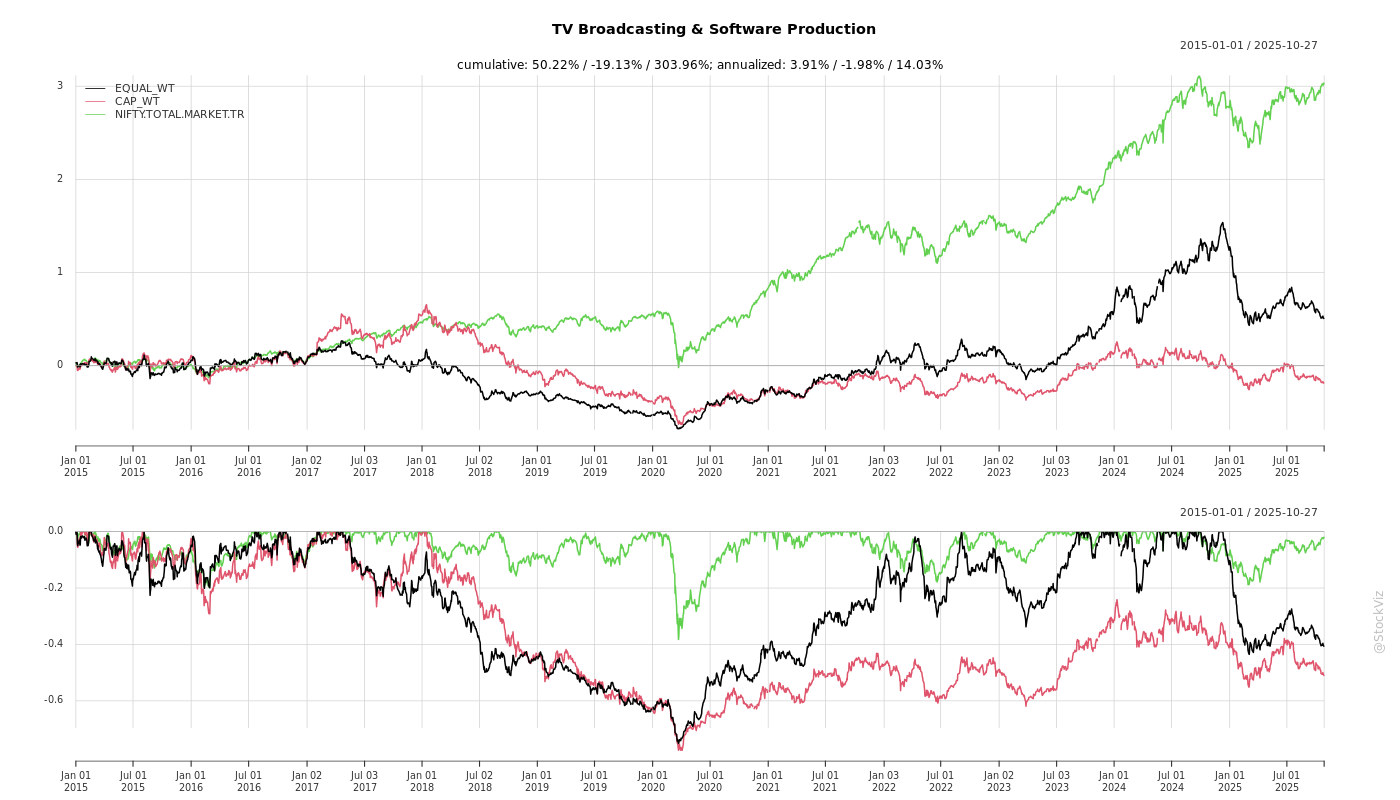 TV Broadcasting & Software Production
2015-01-01 / 2025-10-27
cumulative: 50.22% / -19.13% / 303.96%; annualized: 3.91% / -1.98% / 14.03%
EQUAL_WT
CAP_WT
NIFTY.TOTAL.MARKET.TR
3
2
1
0
Jan 01 Jul 01 Jan 01 Jul 01 Jan 02 Jul 03 Jan 01 Jul 02 Jan 01 Jul 01 Jan 01 Jul 01 Jan 01 Jul 01 Jan 03 Jul 01 Jan 02 Jul 03 Jan 01 Jul 01 Jan 01 Jul 01
2015 2015 2016 2016 2017 2017 2018 2018 2019 2019 2020 2020 2021 2021 2022 2022 2023 2023 2024 2024 2025 2025
2015-01-01 / 2025-10-27
0.0
-0.2
-0.4
-0.6
Jan 01 Jul 01 Jan 01 Jul 01 Jan 02 Jul 03 Jan 01 Jul 02 Jan 01 Jul 01 Jan 01 Jul 01 Jan 01 Jul 01 Jan 03 Jul 01 Jan 02 Jul 03 Jan 01 Jul 01 Jan 01 Jul 01
2015 2015 2016 2016 2017 2017 2018 2018 2019 2019 2020 2020 2021 2021 2022 2022 2023 2023 2024 2024 2025 2025
@StockViz